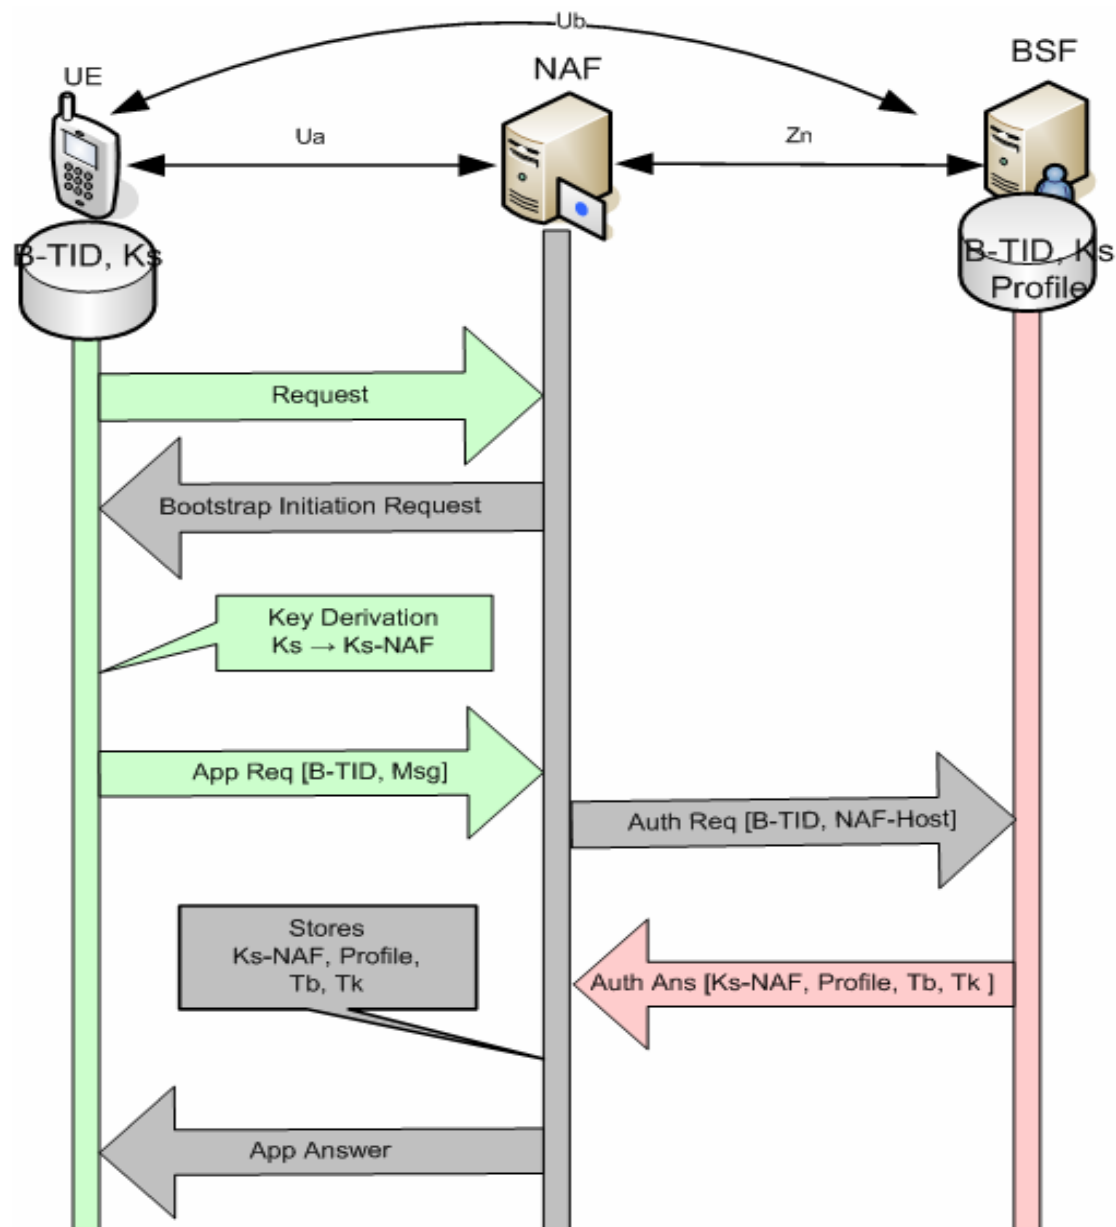 Ub
UE
NAF
BSF
Ua
Zn
B-TID, Ks
B-TID, Ks
Profile
Request
Bootstrap Initiation Request
Key Derivation
Ks → Ks-NAF
App Req [B-TID, Msg]
Auth Req [B-TID, NAF-Host]
Stores
Ks-NAF, Profile,
Tb, Tk
Auth Ans [Ks-NAF, Profile, Tb, Tk ]
App Answer